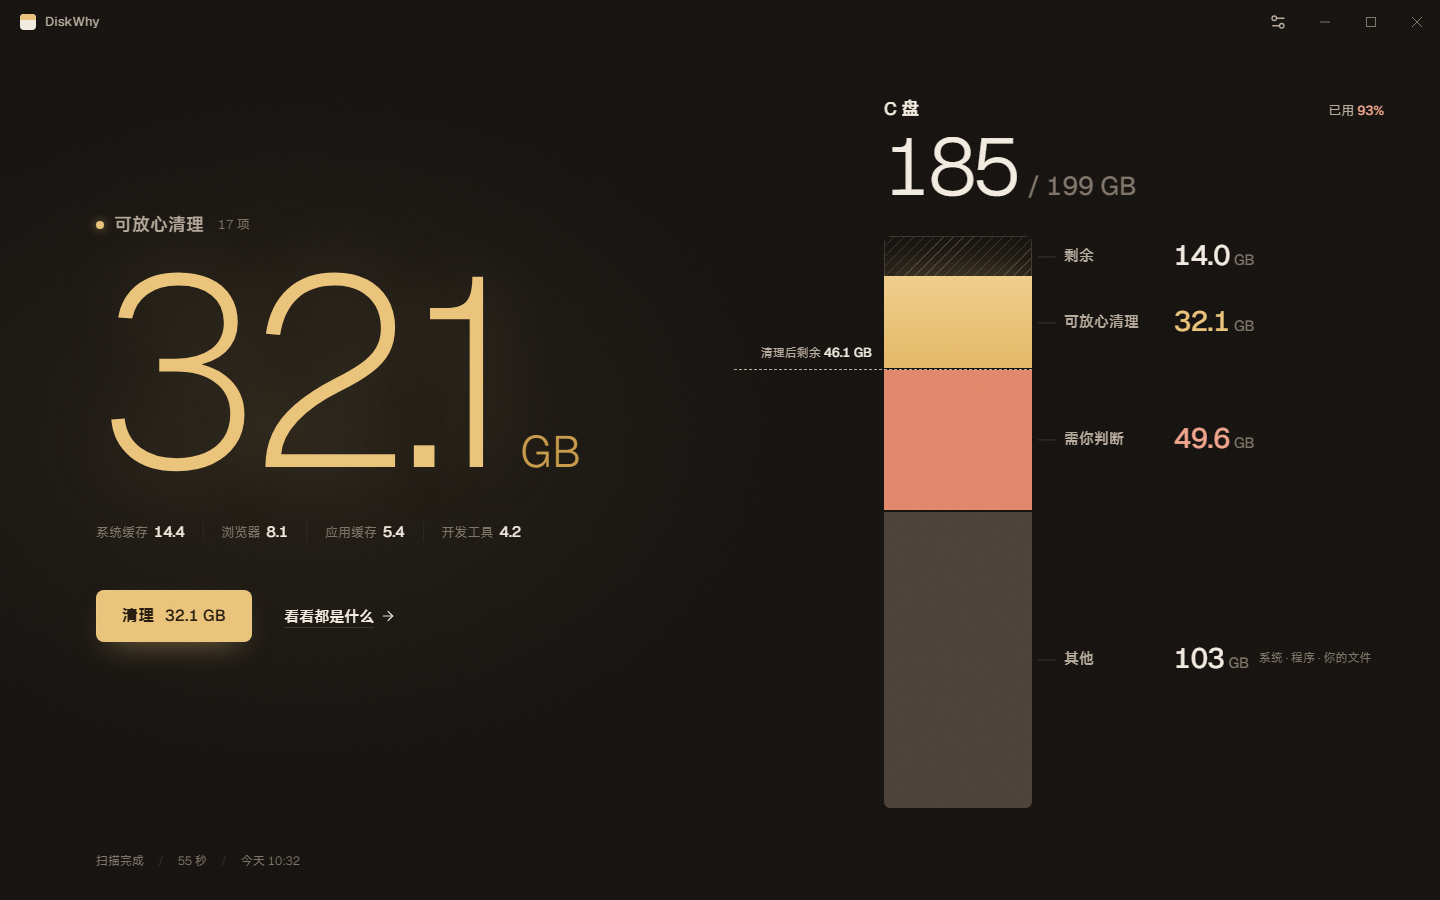 DiskWhy
可放心清理 17 项
32.1 GB
系统缓存 14.4 浏览器 8.1 应用缓存 5.4 开发工具 4.2
清理 32.1 GB
看看都是什么 →
扫描完成 / 55 秒 / 今天 10:32
C 盘
已用 93%
185 / 199 GB
剩余 14.0 GB
可放心清理 32.1 GB
清理后剩余 46.1 GB
需你判断 49.6 GB
其他 103 GB 系统 · 程序 · 你的文件